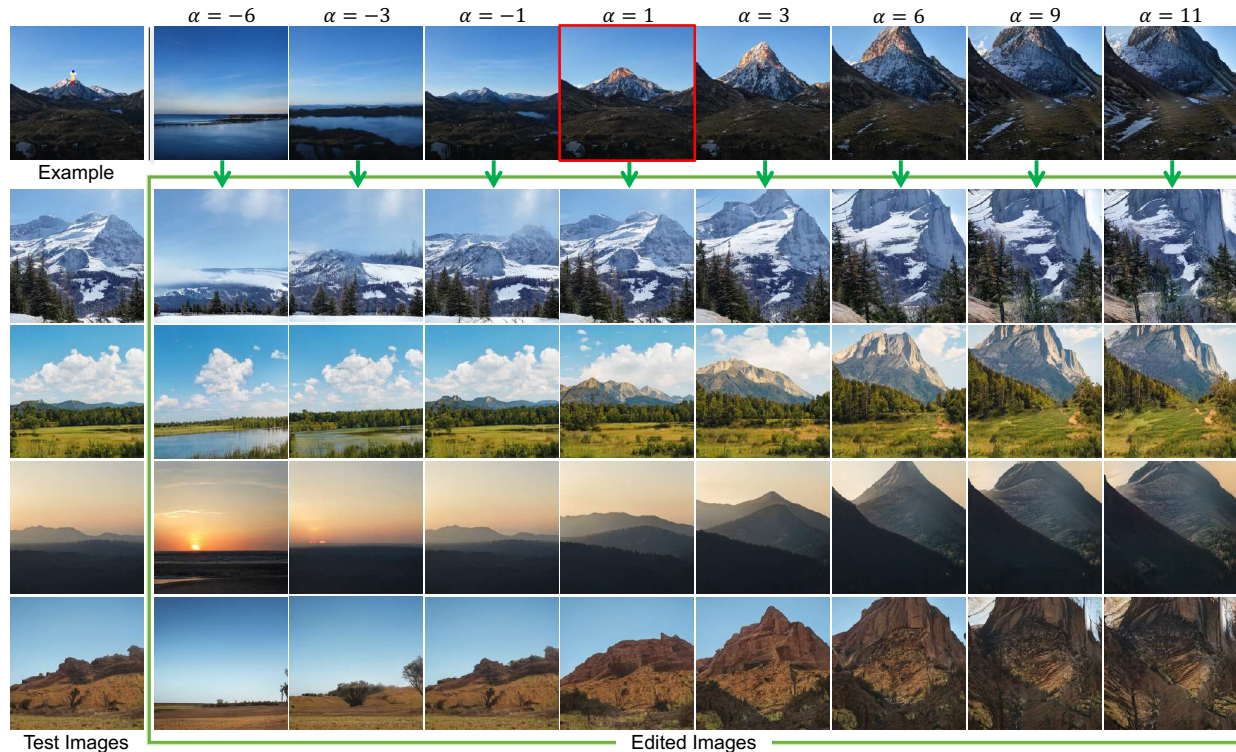 α = −6 α = −3 α = −1 α = 1 α = 3 α = 6 α = 9 α = 11
Example
Test Images Edited Images